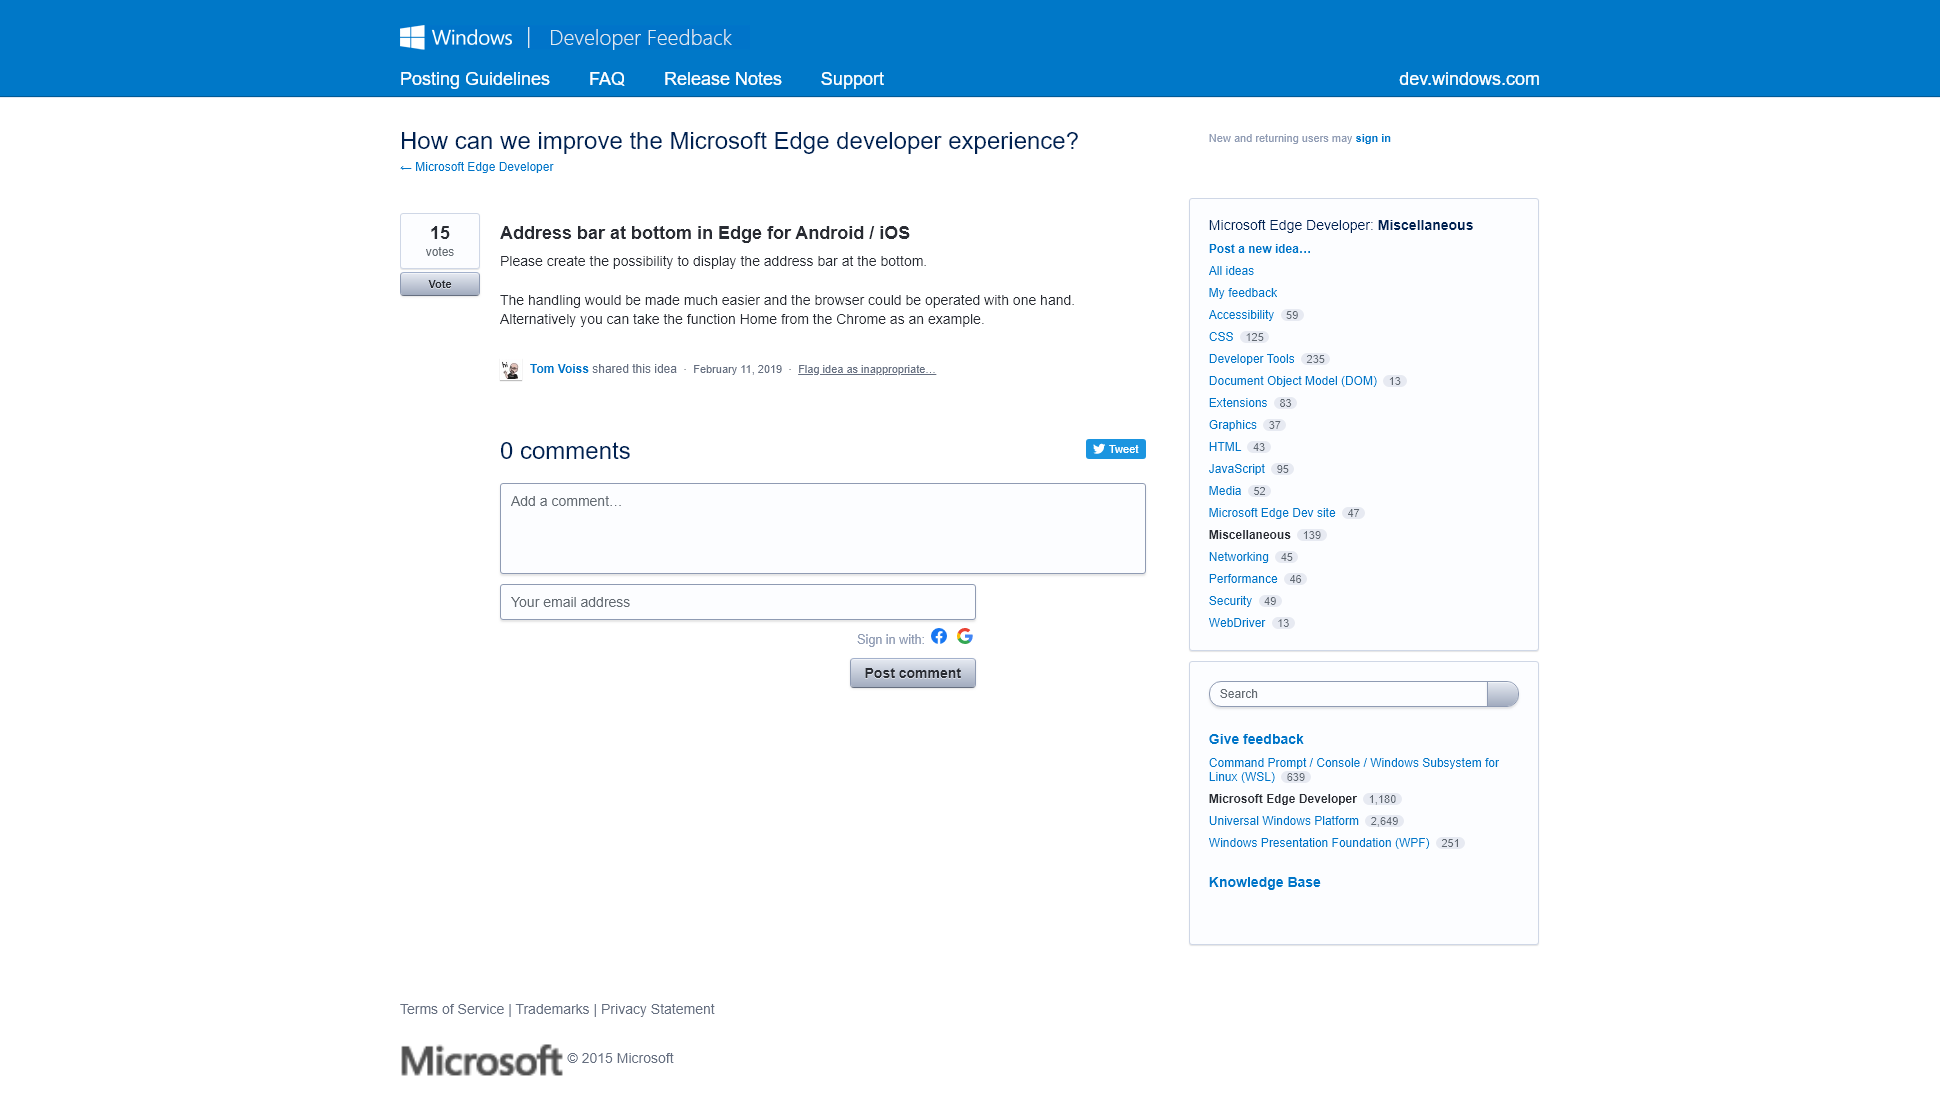 Windows | Developer Feedback
Posting Guidelines FAQ Release Notes Support dev.windows.com
How can we improve the Microsoft Edge developer experience?
← Microsoft Edge Developer
New and returning users may sign in
15
votes
Vote
Address bar at bottom in Edge for Android / iOS
Please create the possibility to display the address bar at the bottom.
The handling would be made much easier and the browser could be operated with one hand.
Alternatively you can take the function Home from the Chrome as an example.
Tom Voiss shared this idea · February 11, 2019 · Flag idea as inappropriate…
0 comments
Tweet
Add a comment…
Your email address
Sign in with:
Post comment
Microsoft Edge Developer: Miscellaneous
Post a new idea…
All ideas
My feedback
Accessibility 59
CSS 125
Developer Tools 235
Document Object Model (DOM) 13
Extensions 83
Graphics 37
HTML 43
JavaScript 95
Media 52
Microsoft Edge Dev site 47
Miscellaneous 139
Networking 45
Performance 46
Security 49
WebDriver 13
Search
Give feedback
Command Prompt / Console / Windows Subsystem for
Linux (WSL) 639
Microsoft Edge Developer 1,180
Universal Windows Platform 2,649
Windows Presentation Foundation (WPF) 251
Knowledge Base
Terms of Service | Trademarks | Privacy Statement
Microsoft © 2015 Microsoft